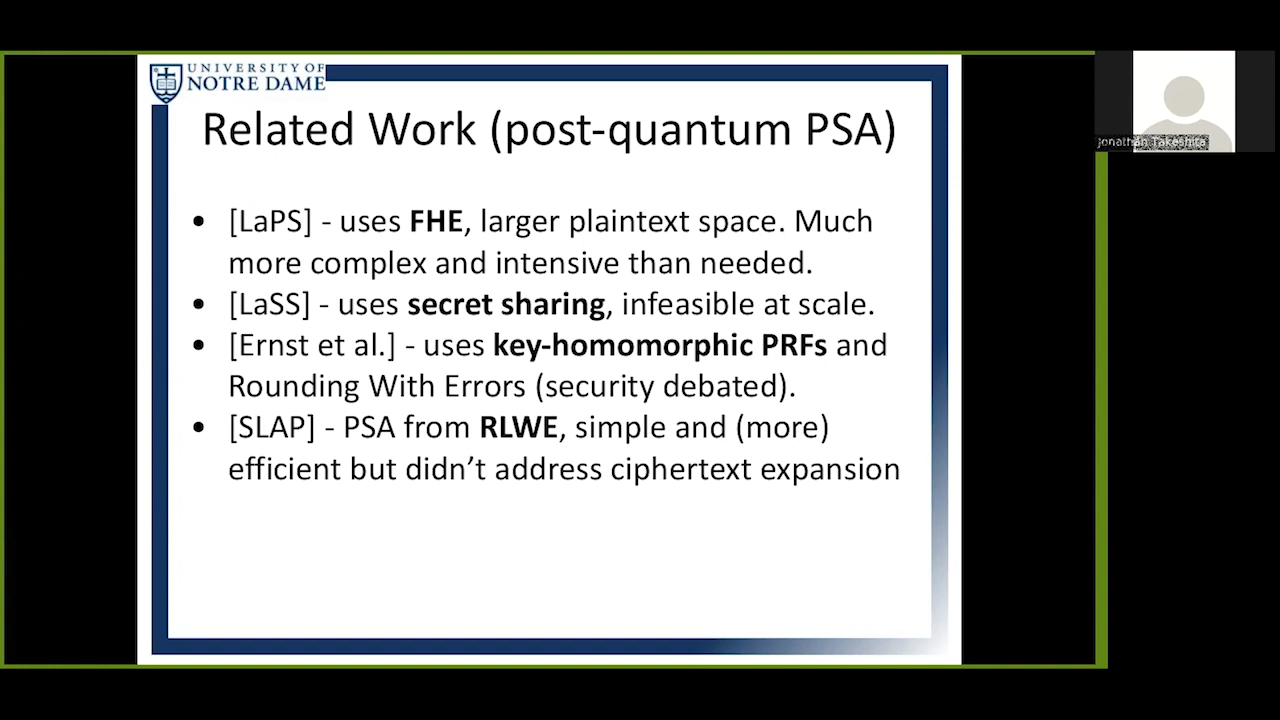 UNIVERSITY OF
NOTRE DAME
Related Work (post-quantum PSA)
• [LaPS] - uses FHE, larger plaintext space. Much
more complex and intensive than needed.
• [LaSS] - uses secret sharing, infeasible at scale.
• [Ernst et al.] - uses key-homomorphic PRFs and
Rounding With Errors (security debated).
• [SLAP] - PSA from RLWE, simple and (more)
efficient but didn’t address ciphertext expansion
Jonathan Takeshita